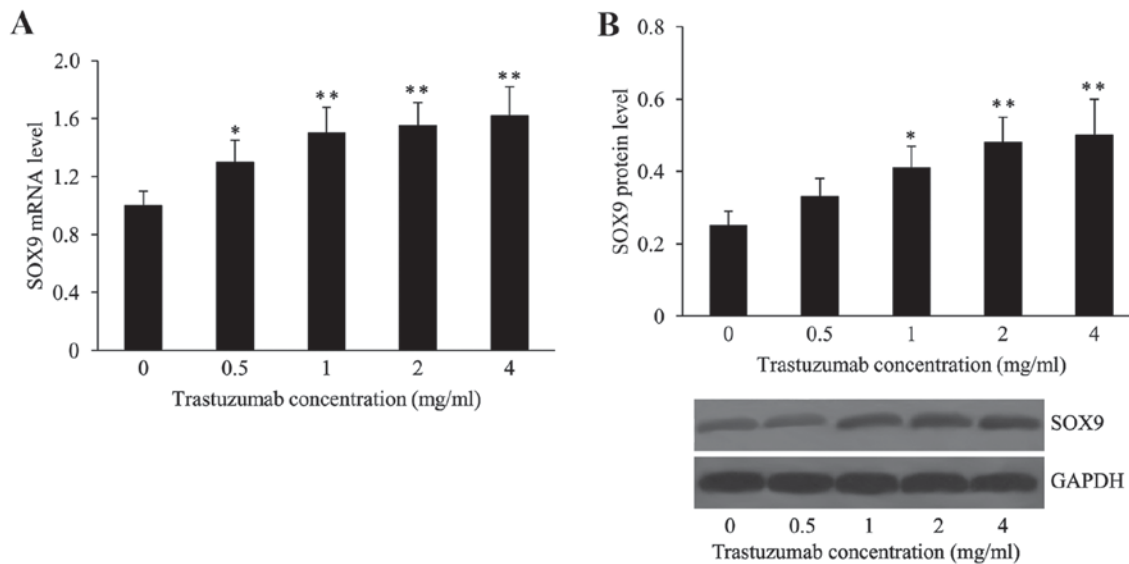 A
SOX9 mRNA level
2.0
1.6
1.2
0.8
0.4
0
* ** ** **
0 0.5 1 2 4
Trastuzumab concentration (mg/ml)
B
SOX9 protein level
0.8
0.6
0.4
0.2
0
* ** **
0 0.5 1 2 4
Trastuzumab concentration (mg/ml)
SOX9
GAPDH
0 0.5 1 2 4
Trastuzumab concentration (mg/ml)